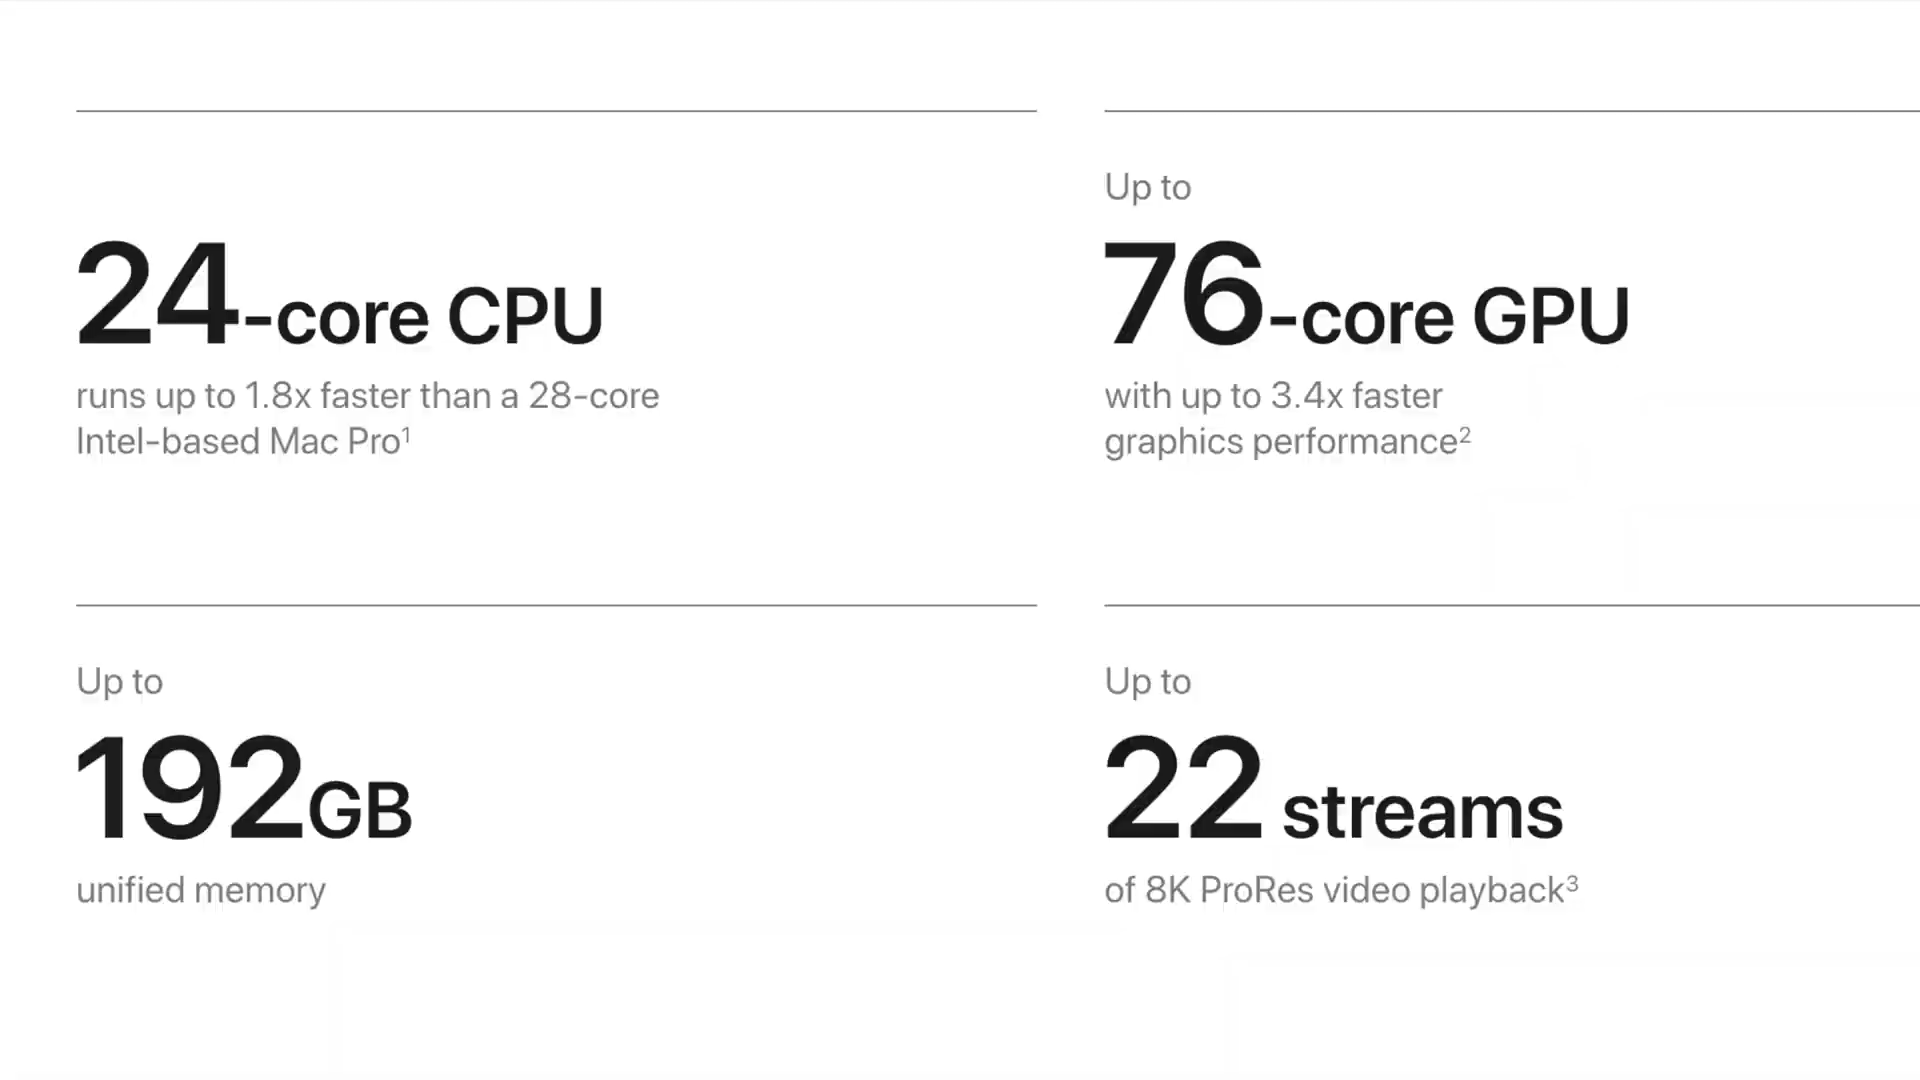 24-core CPU
runs up to 1.8x faster than a 28-core
Intel-based Mac Pro¹
Up to
76-core GPU
with up to 3.4x faster
graphics performance²
Up to
192GB
unified memory
Up to
22 streams
of 8K ProRes video playback³